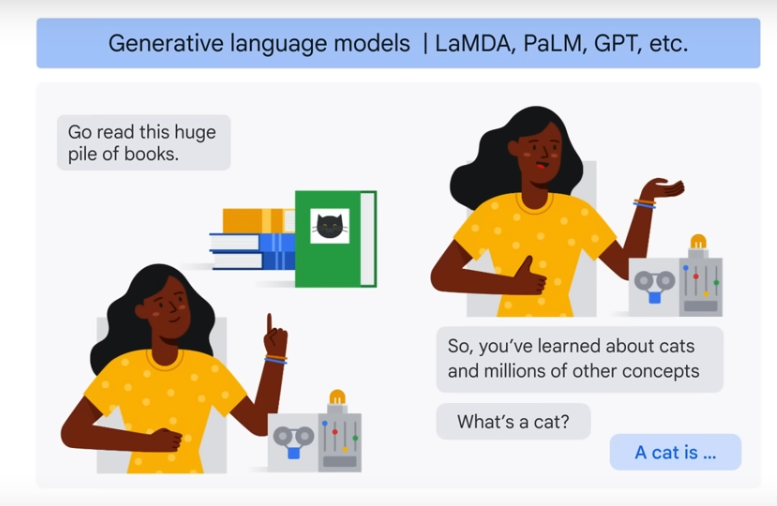 Generative language models | LaMDA, PaLM, GPT, etc.
Go read this huge
pile of books.
So, you've learned about cats
and millions of other concepts
What's a cat?
A cat is ...